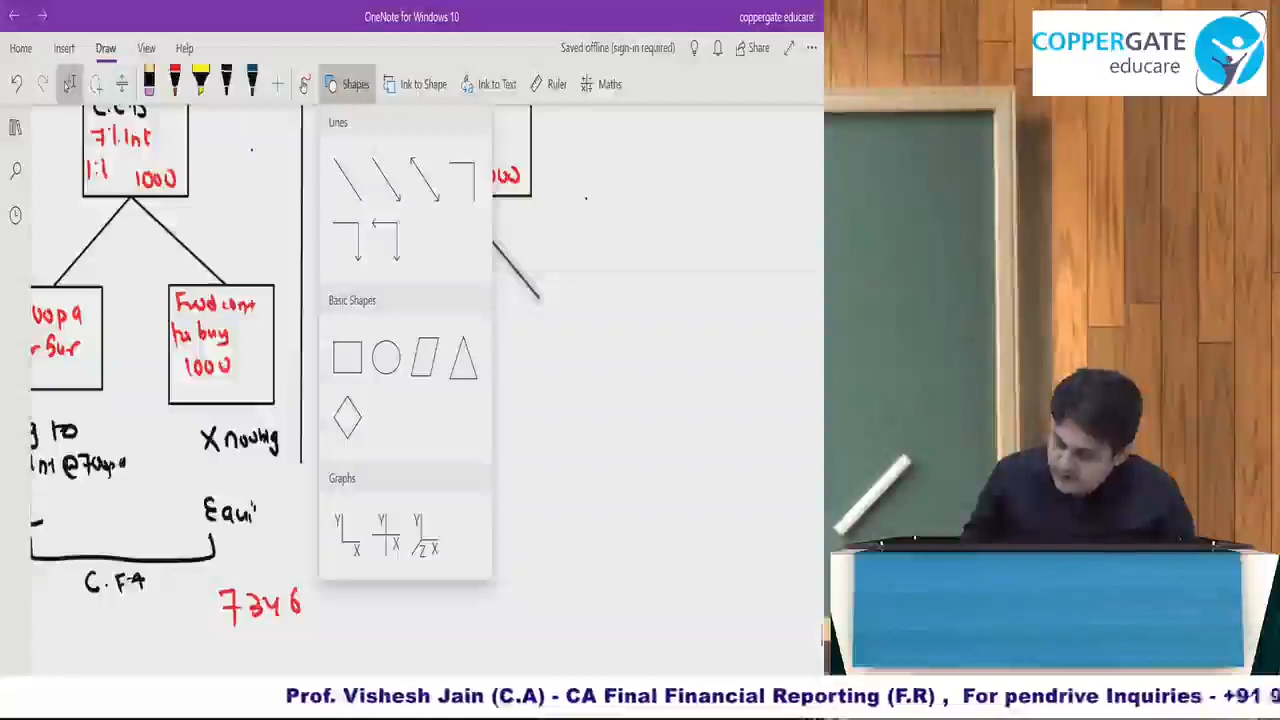 OneNote for Windows 10
coppergate educare
Home
Insert
Draw
View
Help
Saved offline (sign-in required)
Share
Shapes
Ink to Shape
Ink to Text
Ruler
Maths
7% Int
1:1 1000
Lines
Basic Shapes
Graphs
Y
X
Y
X
Y
Z X
Fwd cont
to buy
1000
g to
X
Equi
C.FA
7346
COPPERGATE
educare
Prof. Vishesh Jain (C.A) - CA Final Financial Reporting (F.R) , For pendrive Inquiries - +91 9